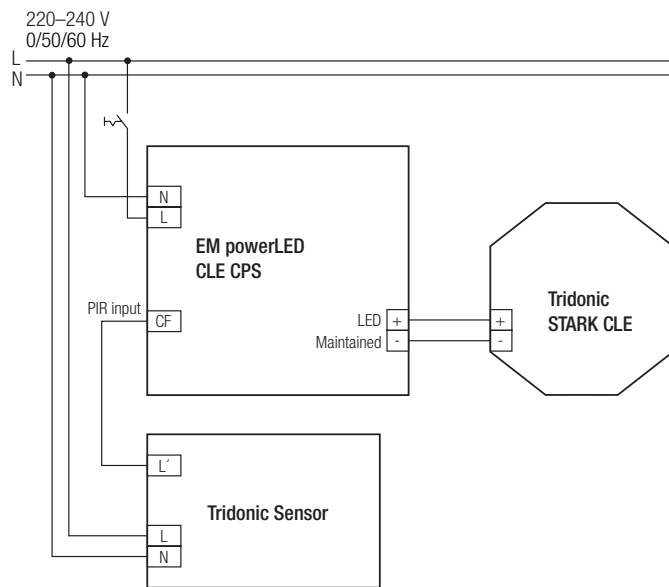 220–240 V
0/50/60 Hz
L
N
N
L
EM powerLED
CLE CPS
PIR input
CF
LED
+
Maintained
-
+
-
Tridonic
STARK CLE
L´
Tridonic Sensor
L
N